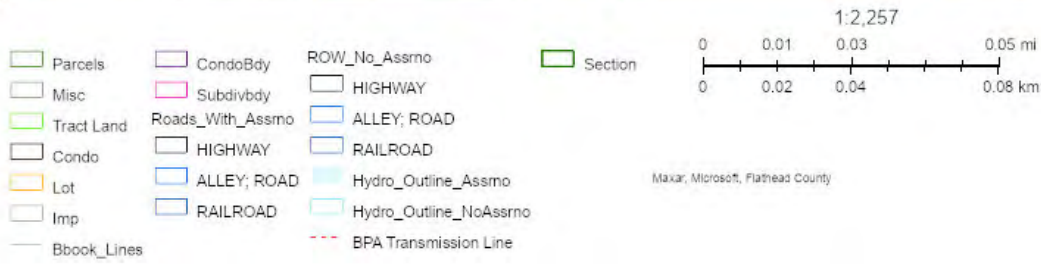 Parcels
Misc
Tract Land
Condo
Lot
Imp
Bbook_Lines
CondoBdy
Subdivbdy
Roads_With_Assrno
HIGHWAY
ALLEY; ROAD
RAILROAD
ROW_No_Assrno
HIGHWAY
ALLEY; ROAD
RAILROAD
Hydro_Outline_Assrno
Hydro_Outline_NoAssrno
BPA Transmission Line
Section
1:2,257
0 0.01 0.03 0.05 mi
0 0.02 0.04 0.08 km
Maxar, Microsoft, Flathead County